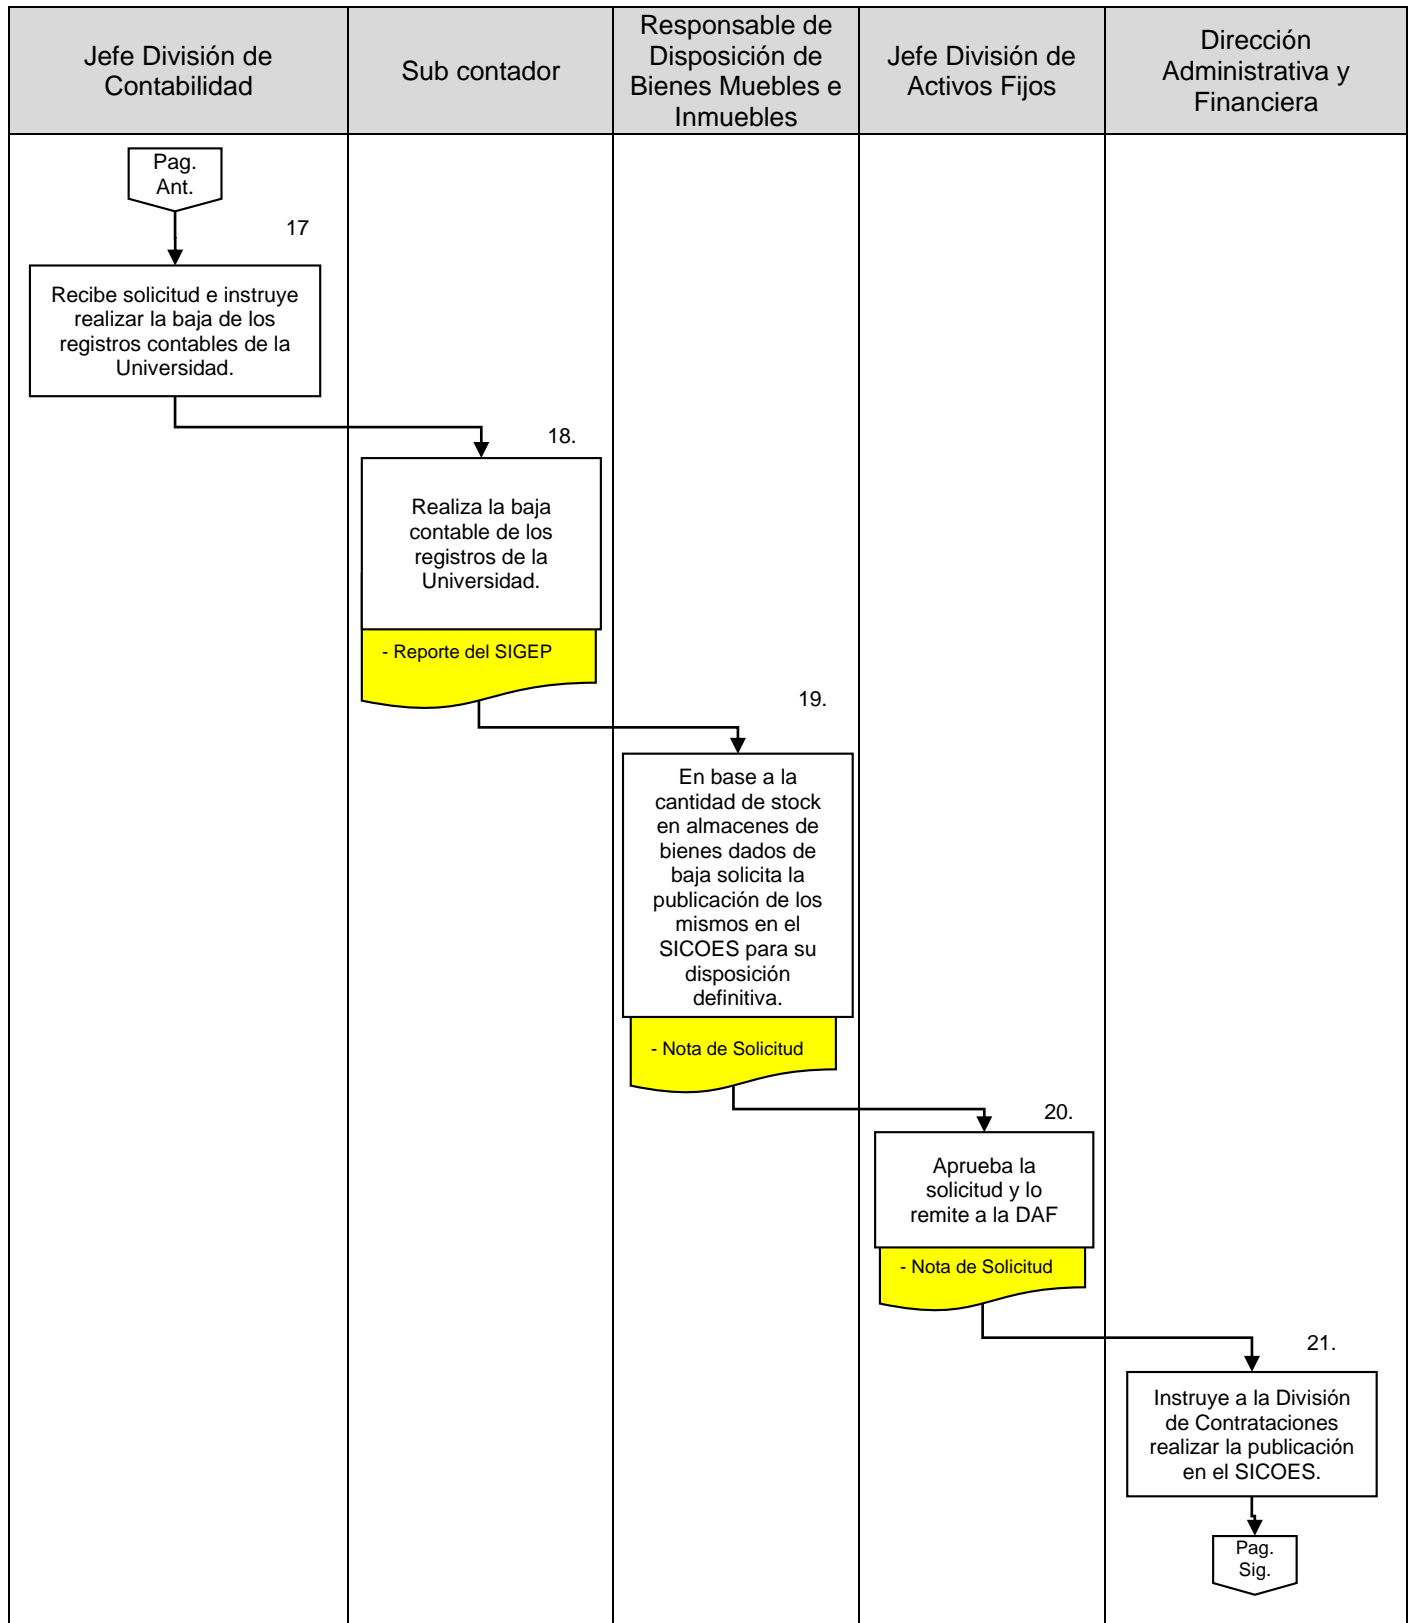 Jefe División de
Contabilidad
Sub contador
Responsable de
Disposición de
Bienes Muebles e
Inmuebles
Jefe División de
Activos Fijos
Dirección
Administrativa y
Financiera
Pag.
Ant.
17
Recibe solicitud e instruye
realizar la baja de los
registros contables de la
Universidad.
18.
Realiza la baja
contable de los
registros de la
Universidad.
- Reporte del SIGEP
19.
En base a la
cantidad de stock
en almacenes de
bienes dados de
baja solicita la
publicación de los
mismos en el
SICOES para su
disposición
definitiva.
- Nota de Solicitud
20.
Aprueba la
solicitud y lo
remite a la DAF
- Nota de Solicitud
21.
Instruye a la División
de Contrataciones
realizar la publicación
en el SICOES.
Pag.
Sig.